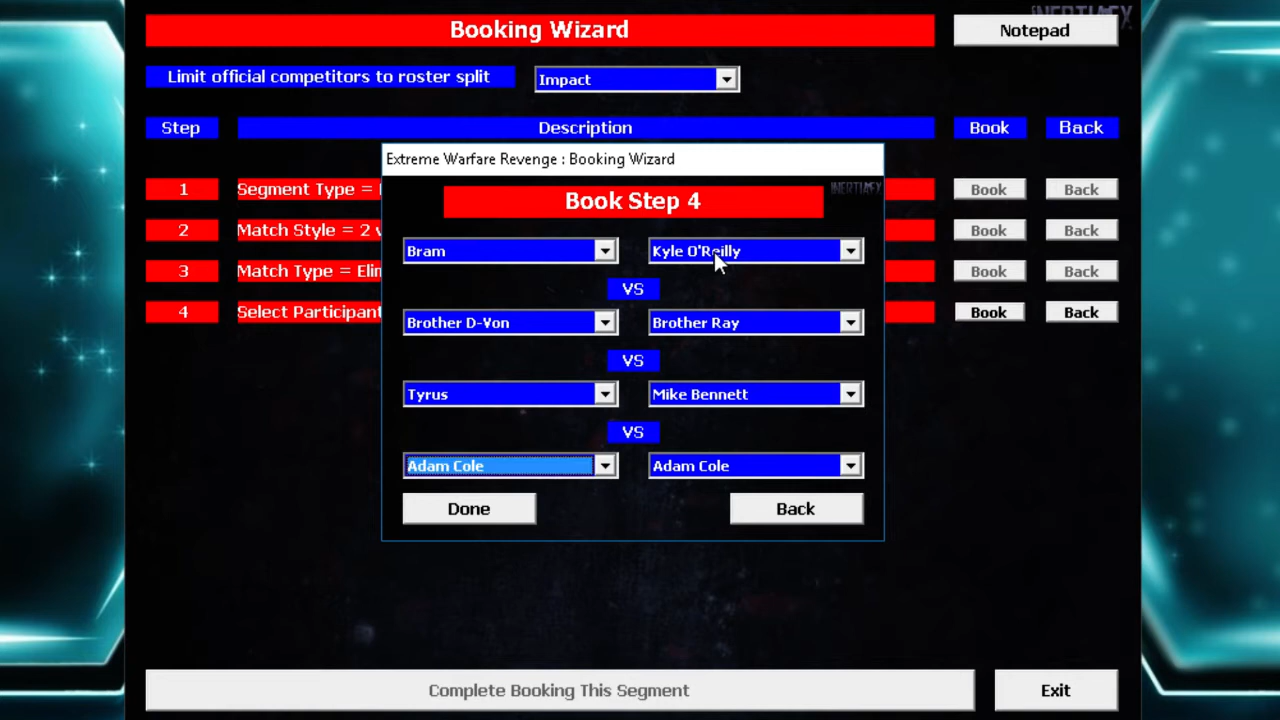 INERTIAFX
Booking Wizard
Notepad
Limit official competitors to roster split
Impact
Step
Description
Book
Back
Extreme Warfare Revenge : Booking Wizard
INERTIAFX
Book Step 4
1
Segment Type =
Book
Back
2
Match Style = 2 v
Book
Back
3
Match Type = Elim
Book
Back
4
Select Participant
Book
Back
Bram
Kyle O'Reilly
VS
Brother D-Von
Brother Ray
VS
Tyrus
Mike Bennett
VS
Adam Cole
Adam Cole
Done
Back
Complete Booking This Segment
Exit